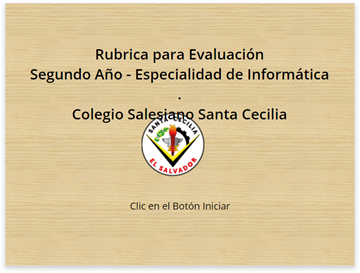 Rubrica para Evaluación
Segundo Año - Especialidad de Informática
.
Colegio Salesiano Santa Cecilia
SANTA CECILIA
EL SALVADOR
Clic en el Botón Iniciar